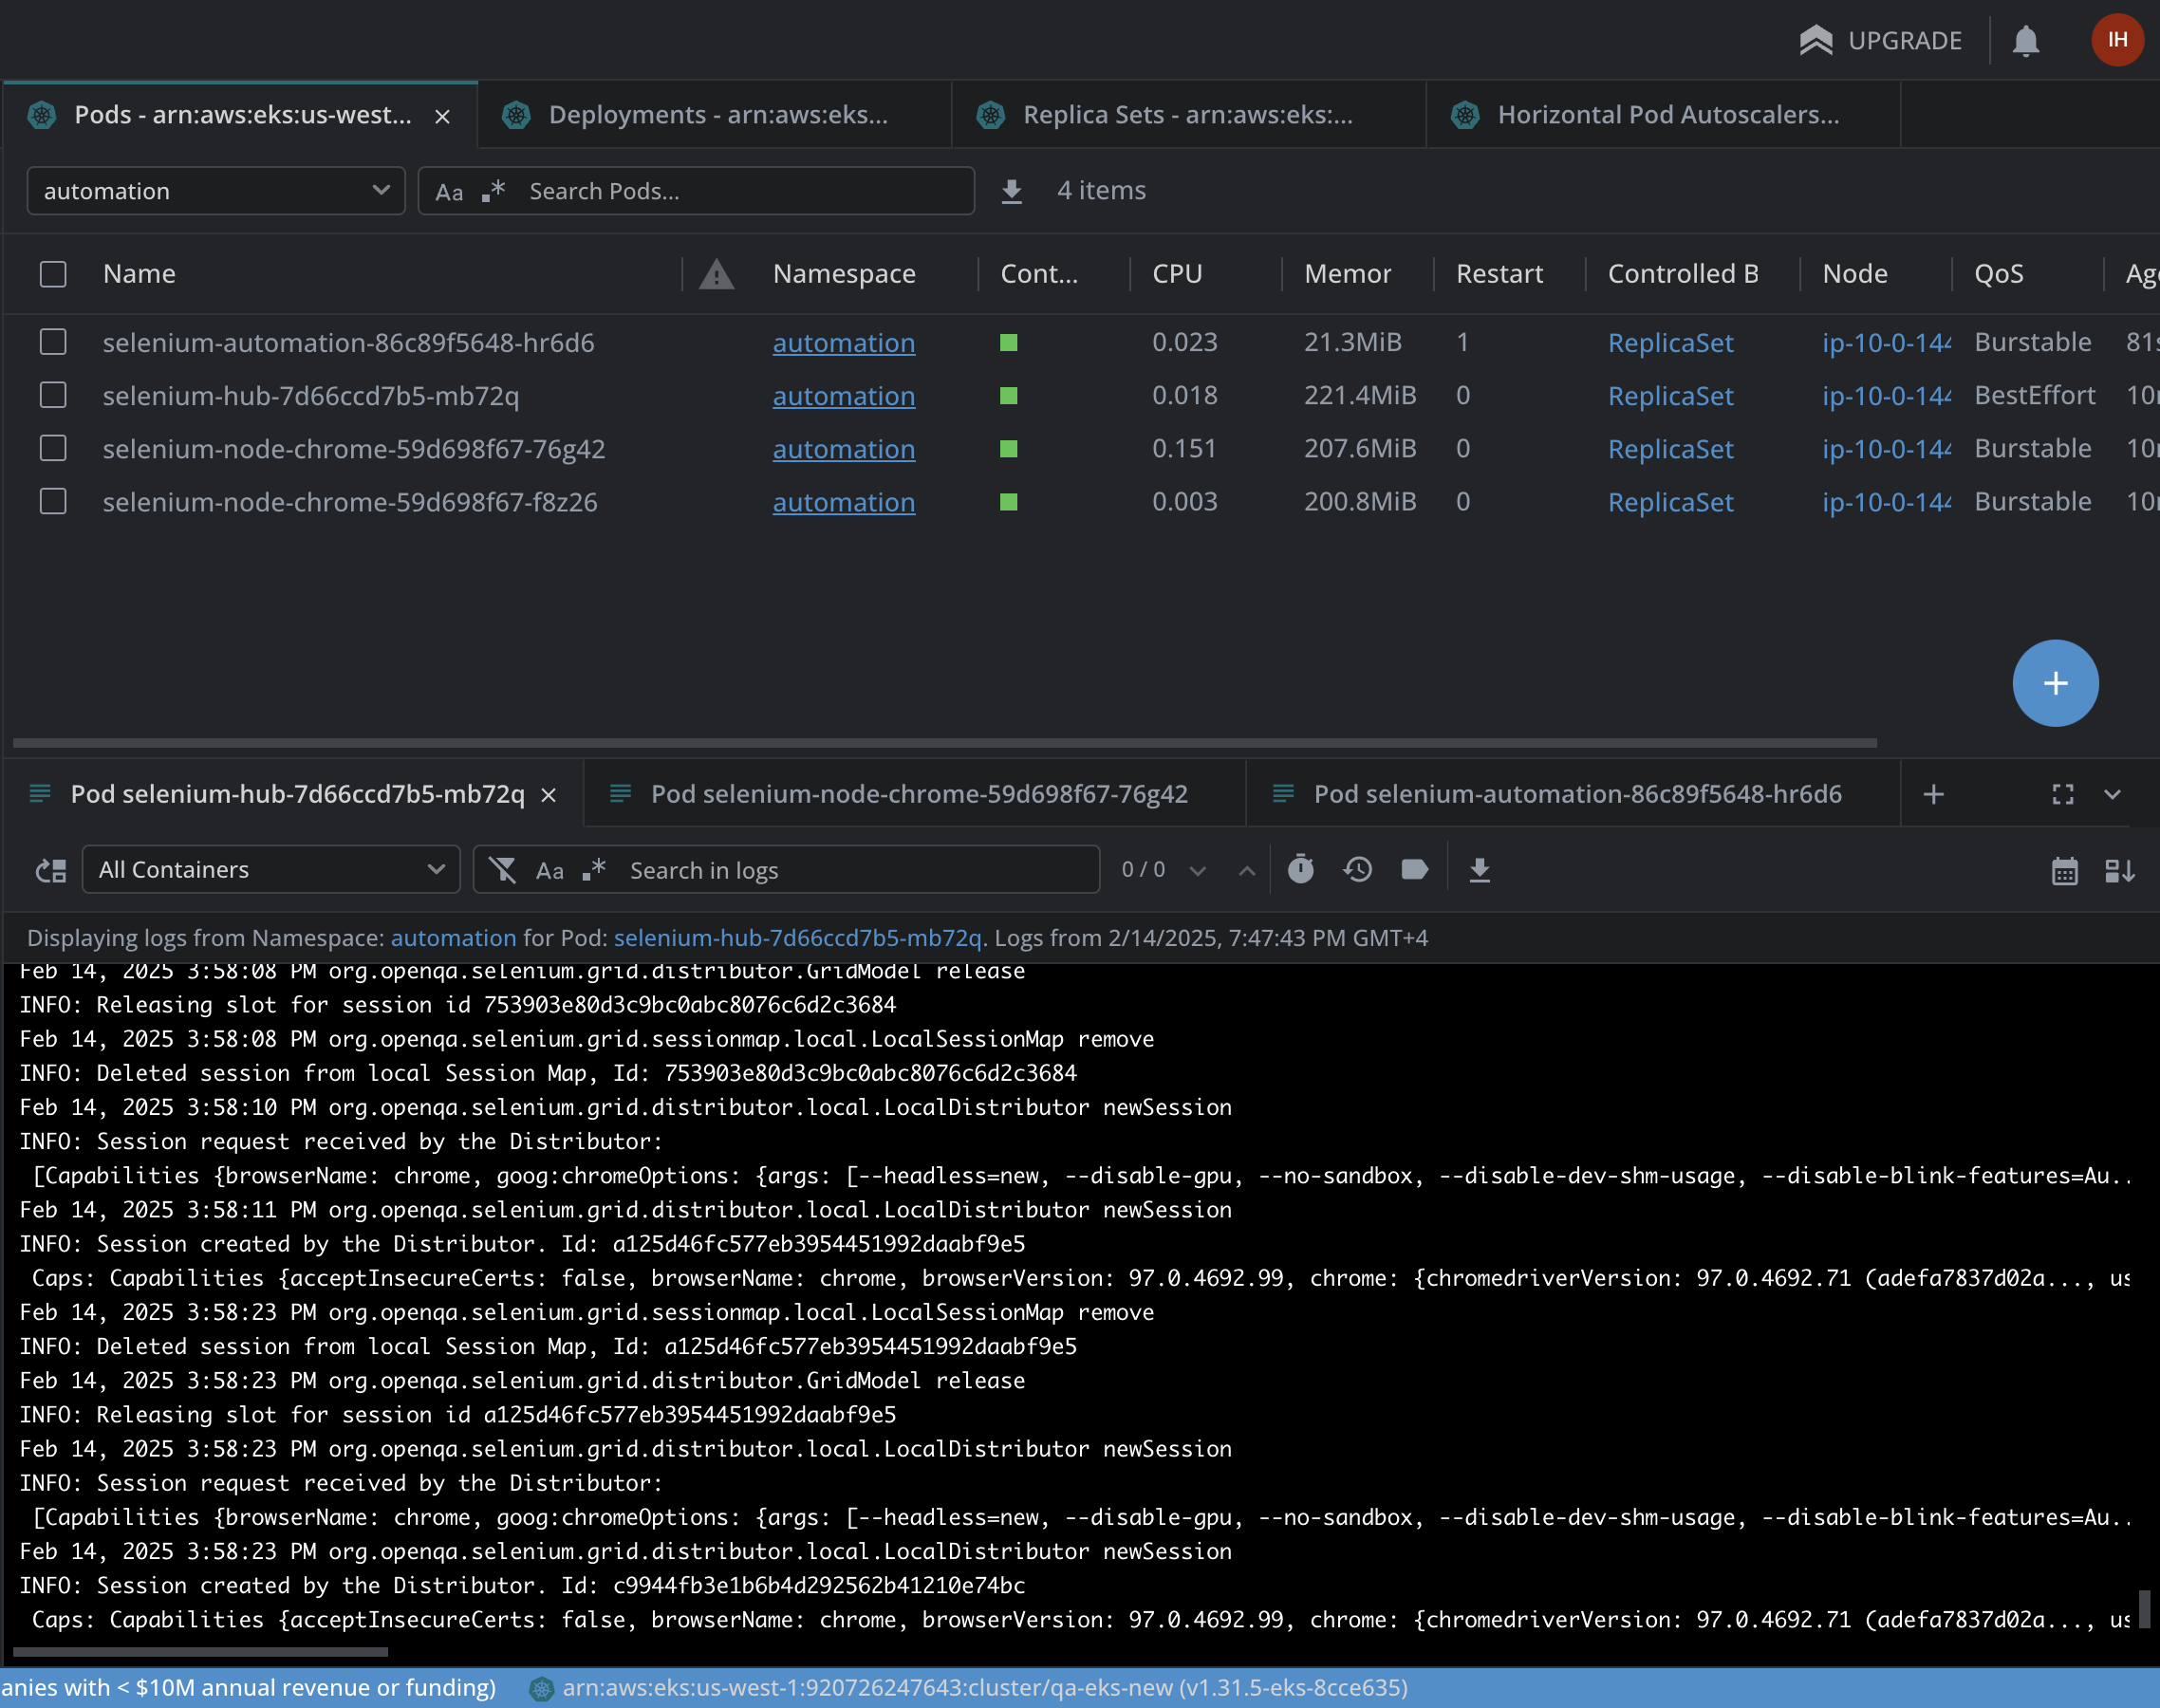 UPGRADE
IH
Pods - arn:aws:eks:us-west...
Deployments - arn:aws:eks...
Replica Sets - arn:aws:eks:...
Horizontal Pod Autoscalers...
automation
Aa .* Search Pods...
4 items
Name Namespace Cont... CPU Memor Restart Controlled B Node QoS Age
selenium-automation-86c89f5648-hr6d6 automation 0.023 21.3MiB 1 ReplicaSet ip-10-0-144 Burstable 81s
selenium-hub-7d66ccd7b5-mb72q automation 0.018 221.4MiB 0 ReplicaSet ip-10-0-144 BestEffort 10m
selenium-node-chrome-59d698f67-76g42 automation 0.151 207.6MiB 0 ReplicaSet ip-10-0-144 Burstable 10m
selenium-node-chrome-59d698f67-f8z26 automation 0.003 200.8MiB 0 ReplicaSet ip-10-0-144 Burstable 10m
Pod selenium-hub-7d66ccd7b5-mb72q
Pod selenium-node-chrome-59d698f67-76g42
Pod selenium-automation-86c89f5648-hr6d6
All Containers
Aa .* Search in logs
0 / 0
Displaying logs from Namespace: automation for Pod: selenium-hub-7d66ccd7b5-mb72q. Logs from 2/14/2025, 7:47:43 PM GMT+4
Feb 14, 2025 3:58:08 PM org.openqa.selenium.grid.distributor.GridModel release
INFO: Releasing slot for session id 753903e80d3c9bc0abc8076c6d2c3684
Feb 14, 2025 3:58:08 PM org.openqa.selenium.grid.sessionmap.local.LocalSessionMap remove
INFO: Deleted session from local Session Map, Id: 753903e80d3c9bc0abc8076c6d2c3684
Feb 14, 2025 3:58:10 PM org.openqa.selenium.grid.distributor.local.LocalDistributor newSession
INFO: Session request received by the Distributor:
[Capabilities {browserName: chrome, goog:chromeOptions: {args: [--headless=new, --disable-gpu, --no-sandbox, --disable-dev-shm-usage, --disable-blink-features=Au...
Feb 14, 2025 3:58:11 PM org.openqa.selenium.grid.distributor.local.LocalDistributor newSession
INFO: Session created by the Distributor. Id: a125d46fc577eb3954451992daabf9e5
Caps: Capabilities {acceptInsecureCerts: false, browserName: chrome, browserVersion: 97.0.4692.99, chrome: {chromedriverVersion: 97.0.4692.71 (adefa7837d02a..., us
Feb 14, 2025 3:58:23 PM org.openqa.selenium.grid.sessionmap.local.LocalSessionMap remove
INFO: Deleted session from local Session Map, Id: a125d46fc577eb3954451992daabf9e5
Feb 14, 2025 3:58:23 PM org.openqa.selenium.grid.distributor.GridModel release
INFO: Releasing slot for session id a125d46fc577eb3954451992daabf9e5
Feb 14, 2025 3:58:23 PM org.openqa.selenium.grid.distributor.local.LocalDistributor newSession
INFO: Session request received by the Distributor:
[Capabilities {browserName: chrome, goog:chromeOptions: {args: [--headless=new, --disable-gpu, --no-sandbox, --disable-dev-shm-usage, --disable-blink-features=Au...
Feb 14, 2025 3:58:23 PM org.openqa.selenium.grid.distributor.local.LocalDistributor newSession
INFO: Session created by the Distributor. Id: c9944fb3e1b6b4d292562b41210e74bc
Caps: Capabilities {acceptInsecureCerts: false, browserName: chrome, browserVersion: 97.0.4692.99, chrome: {chromedriverVersion: 97.0.4692.71 (adefa7837d02a..., us
anies with < $10M annual revenue or funding) arn:aws:eks:us-west-1:920726247643:cluster/qa-eks-new (v1.31.5-eks-8cce635)